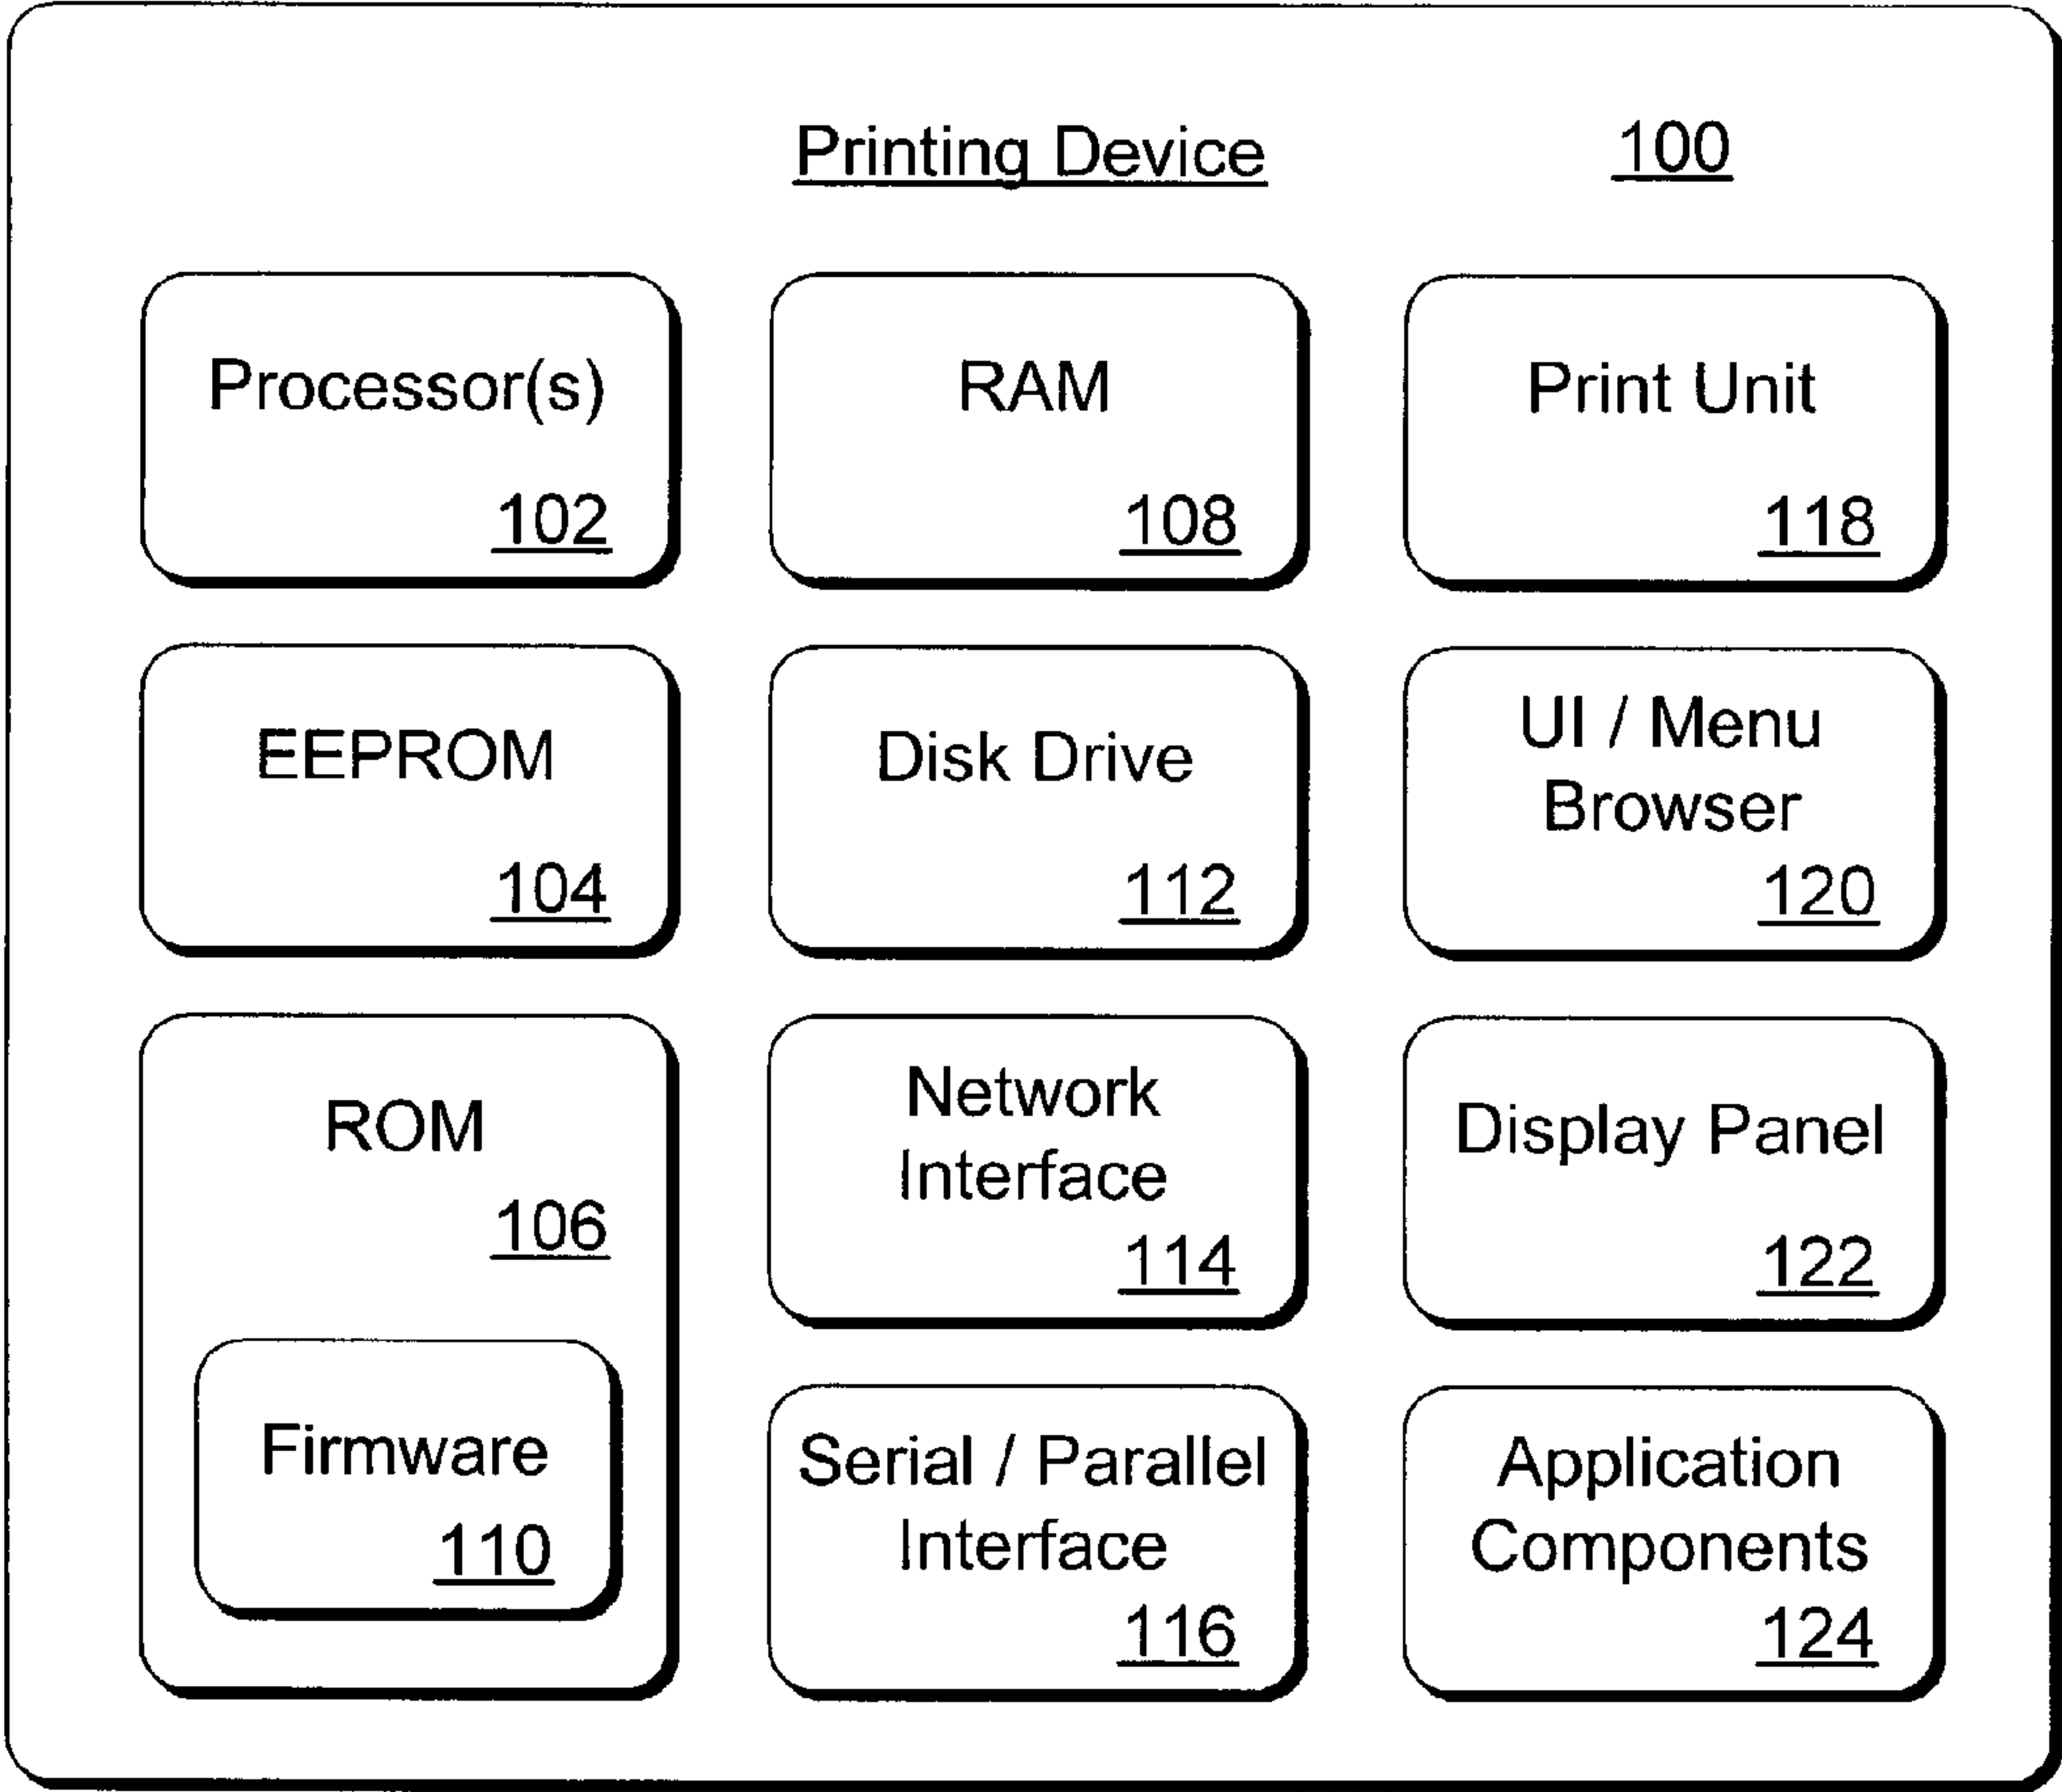 Printing Device 100
Processor(s)
102
RAM
108
Print Unit
118
EEPROM
104
Disk Drive
112
UI / Menu
Browser
120
ROM
106
Firmware
110
Network
Interface
114
Display Panel
122
Serial / Parallel
Interface
116
Application
Components
124